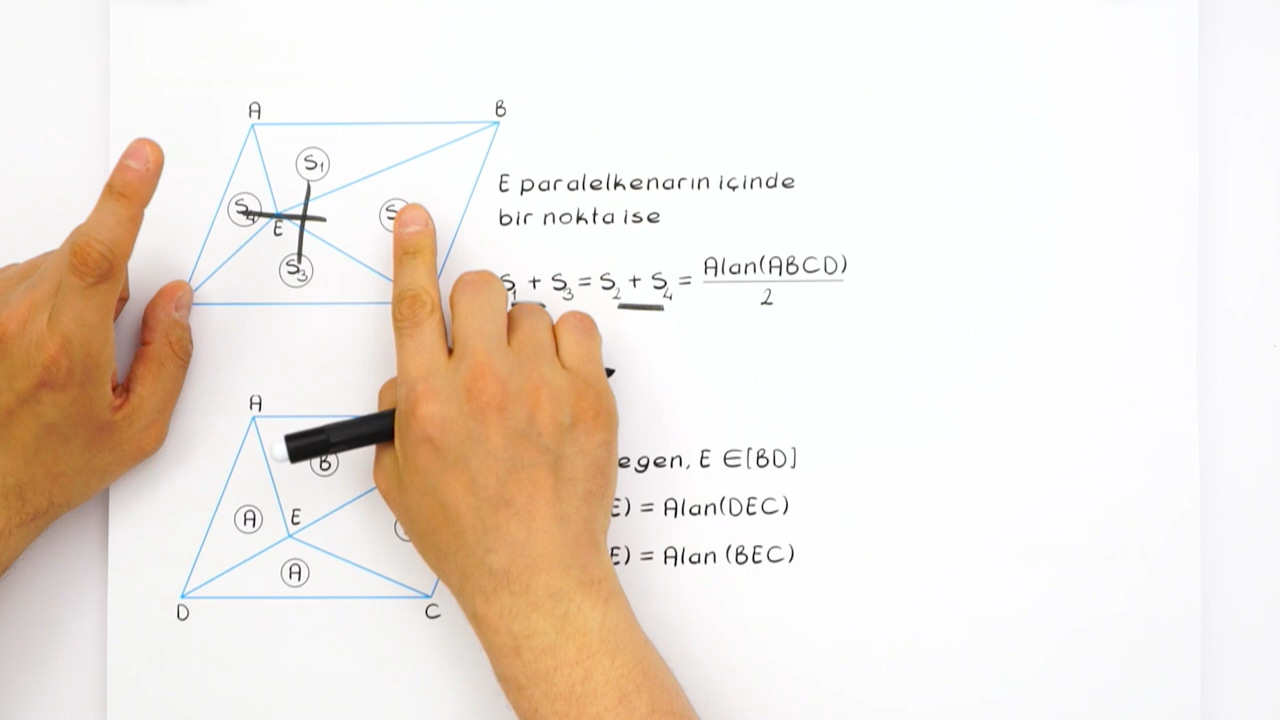 A
B
S₁
S₄
S
E
S₃
E paralelkenarın içinde
bir nokta ise
S₁ + S₃ = S₂ + S₄ = Alan(ABCD)
2
A
B
A
E
A
D
C
egen, E ∈[BD]
E) = Alan(DEC)
E) = Alan (BEC)